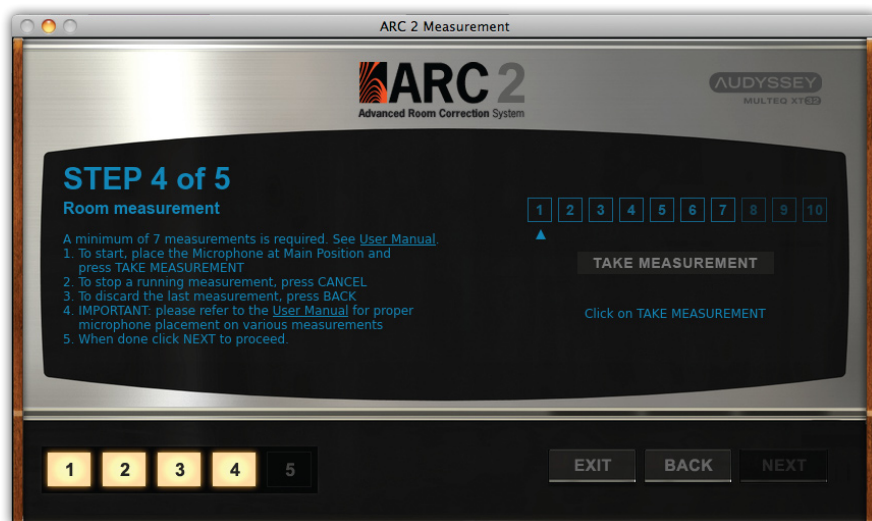 ARC 2 Measurement
ARC 2
Advanced Room Correction System
AUDYSSEY
MULTEQ XT32
STEP 4 of 5
Room measurement
A minimum of 7 measurements is required. See User Manual.
1. To start, place the Microphone at Main Position and
press TAKE MEASUREMENT
2. To stop a running measurement, press CANCEL
3. To discard the last measurement, press BACK
4. IMPORTANT: please refer to the User Manual for proper
microphone placement on various measurements
5. When done click NEXT to proceed.
1 2 3 4 5 6 7 8 9 10
TAKE MEASUREMENT
Click on TAKE MEASUREMENT
1 2 3 4 5
EXIT BACK NEXT